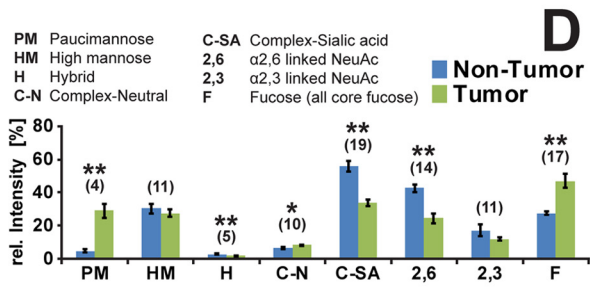 D
PM Paucimannose
HM High mannose
H Hybrid
C-N Complex-Neutral
C-SA Complex-Sialic acid
2,6 α2,6 linked NeuAc
2,3 α2,3 linked NeuAc
F Fucose (all core fucose)
Non-Tumor
Tumor
rel. Intensity [%]
80
60
40
20
0
**
(4)
(11)
**
(5)
*
(10)
**
(19)
**
(14)
(11)
**
(17)
PM HM H C-N C-SA 2,6 2,3 F